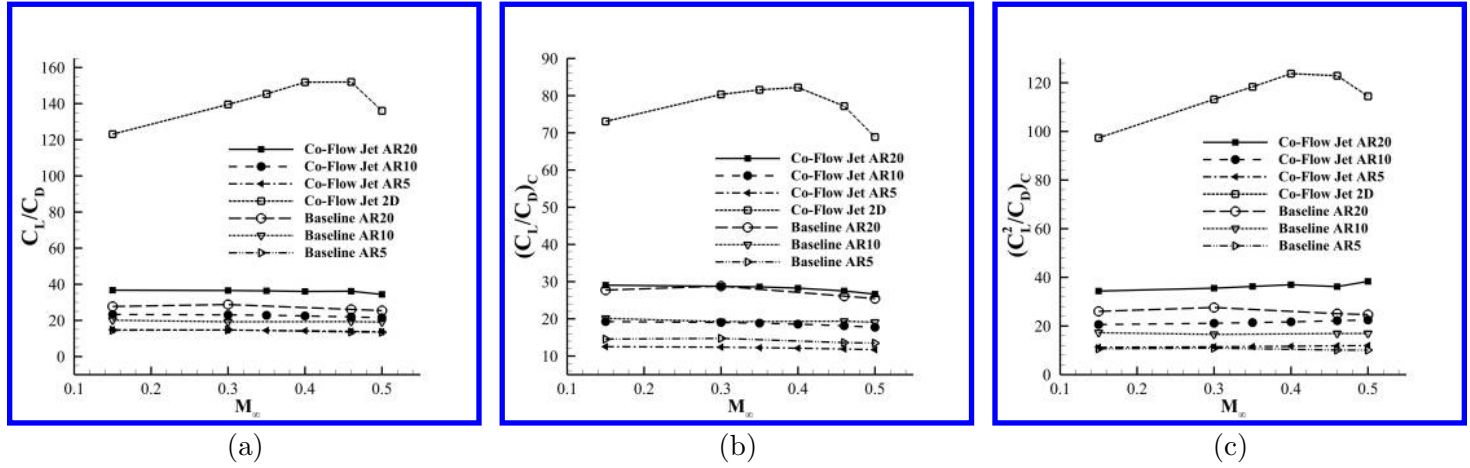 C_L/C_D
160
140
120
100
80
60
40
20
0
Co-Flow Jet AR20
Co-Flow Jet AR10
Co-Flow Jet AR5
Co-Flow Jet 2D
Baseline AR20
Baseline AR10
Baseline AR5
0.1 0.2 0.3 0.4 0.5
M_∞
(a)
(C_L/C_D)_C
90
80
70
60
50
40
30
20
10
Co-Flow Jet AR20
Co-Flow Jet AR10
Co-Flow Jet AR5
Co-Flow Jet 2D
Baseline AR20
Baseline AR10
Baseline AR5
0.1 0.2 0.3 0.4 0.5
M_∞
(b)
(C_L^2/C_D)_C
120
100
80
60
40
20
0
Co-Flow Jet AR20
Co-Flow Jet AR10
Co-Flow Jet AR5
Co-Flow Jet 2D
Baseline AR20
Baseline AR10
Baseline AR5
0.1 0.2 0.3 0.4 0.5
M_∞
(c)